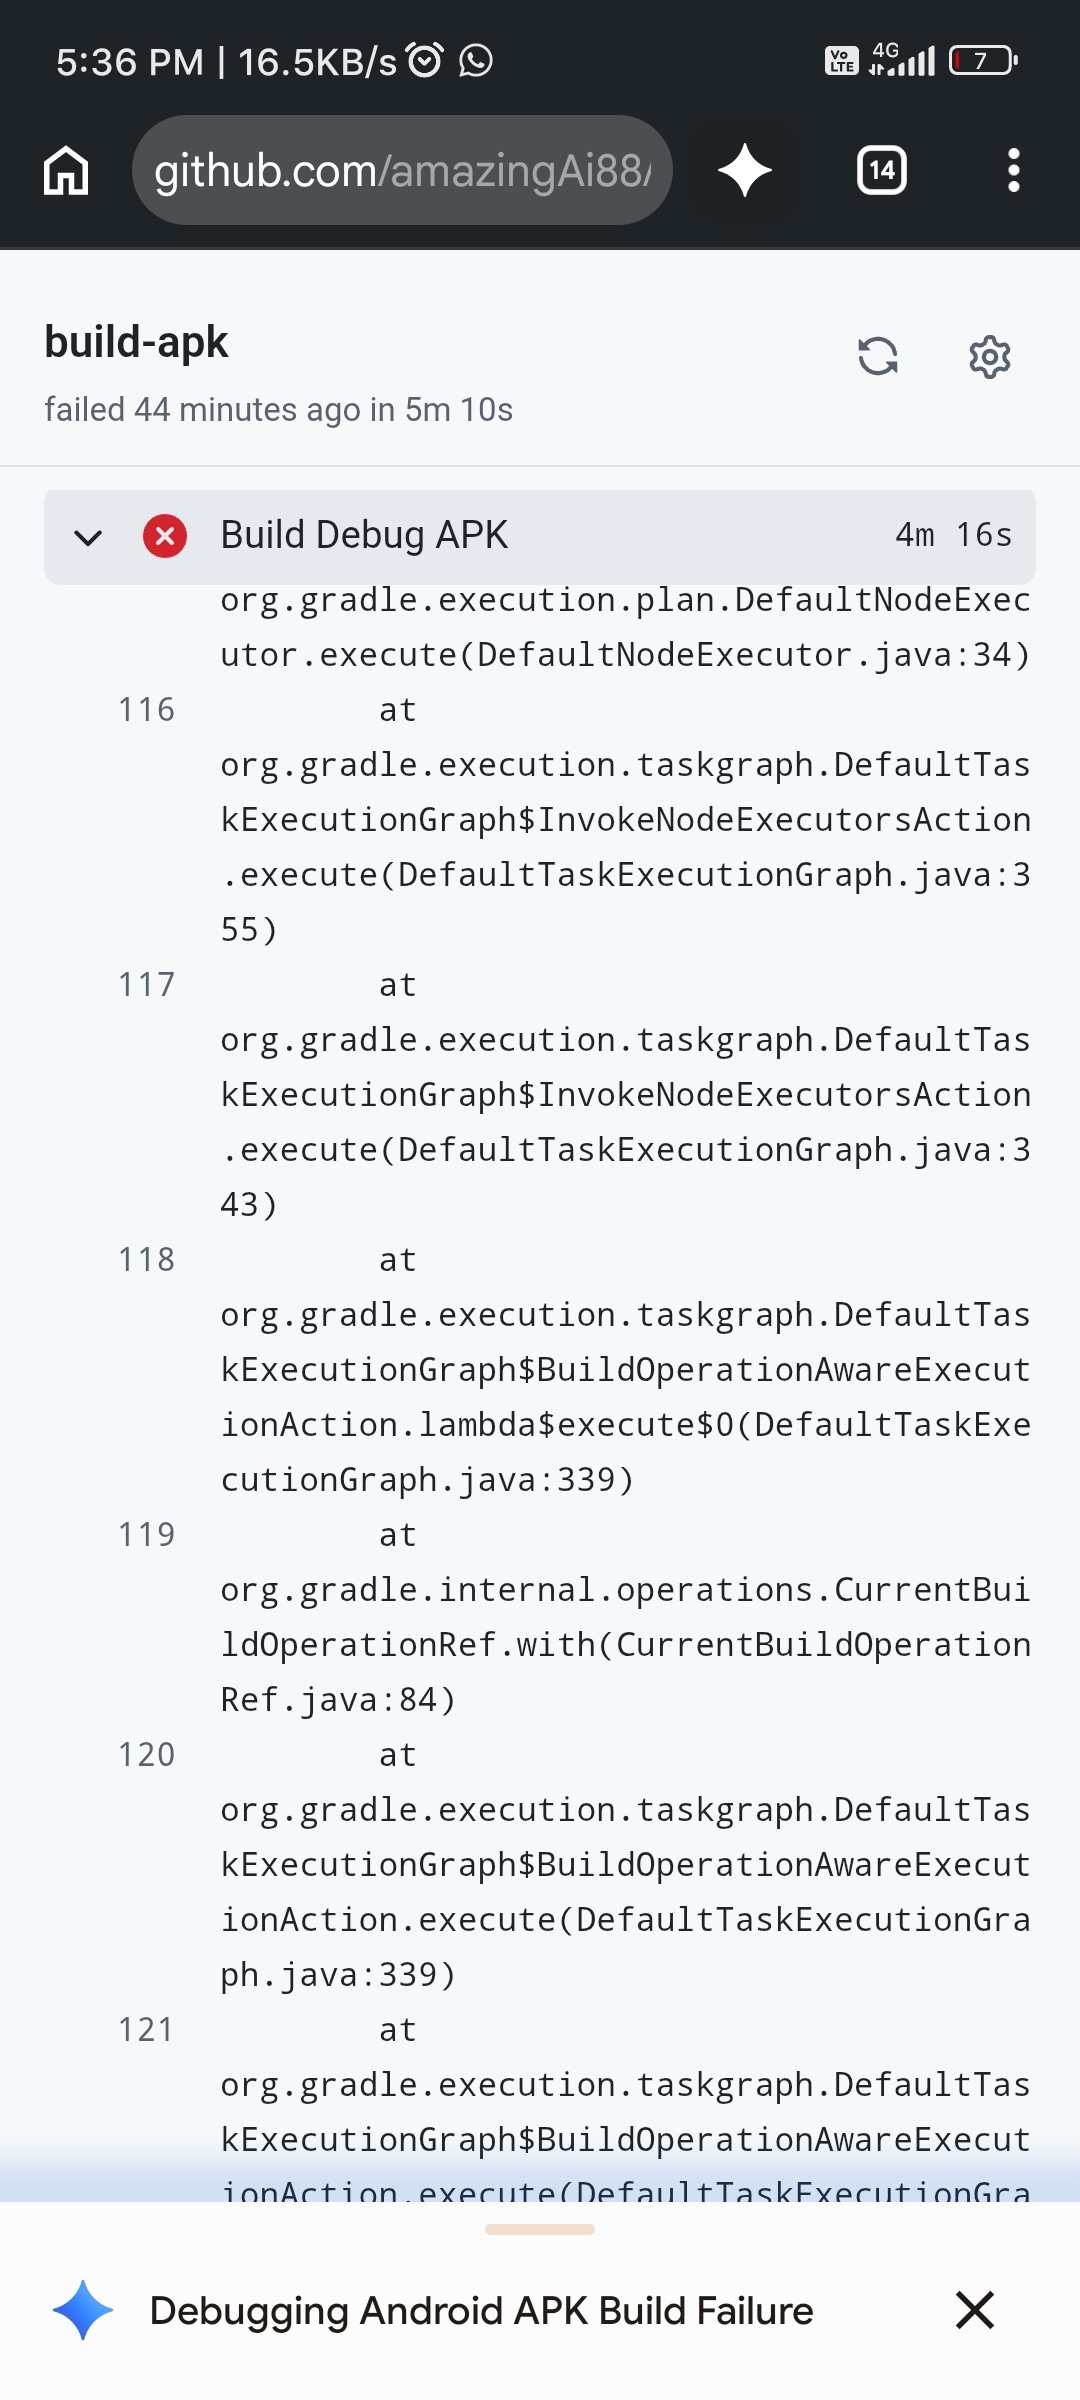 5:36 PM | 16.5KB/s
Vo LTE 4G 7
github.com/amazingAi88/
14
build-apk
failed 44 minutes ago in 5m 10s
Build Debug APK 4m 16s
org.gradle.execution.plan.DefaultNodeExec
utor.execute(DefaultNodeExecutor.java:34)
116 at
org.gradle.execution.taskgraph.DefaultTas
kExecutionGraph$InvokeNodeExecutorsAction
.execute(DefaultTaskExecutionGraph.java:3
55)
117 at
org.gradle.execution.taskgraph.DefaultTas
kExecutionGraph$InvokeNodeExecutorsAction
.execute(DefaultTaskExecutionGraph.java:3
43)
118 at
org.gradle.execution.taskgraph.DefaultTas
kExecutionGraph$BuildOperationAwareExecut
ionAction.lambda$execute$0(DefaultTaskExe
cutionGraph.java:339)
119 at
org.gradle.internal.operations.CurrentBui
ldOperationRef.with(CurrentBuildOperation
Ref.java:84)
120 at
org.gradle.execution.taskgraph.DefaultTas
kExecutionGraph$BuildOperationAwareExecut
ionAction.execute(DefaultTaskExecutionGra
ph.java:339)
121 at
org.gradle.execution.taskgraph.DefaultTas
kExecutionGraph$BuildOperationAwareExecut
ionAction.execute(DefaultTaskExecutionGra
Debugging Android APK Build Failure